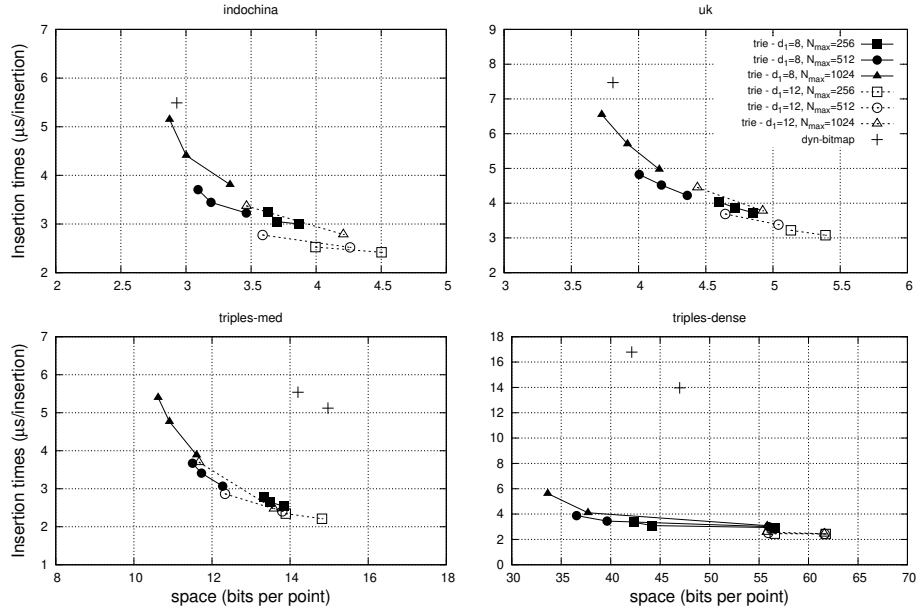 indochina
Insertion times (μs/insertion)
7
6
5
4
3
2
2 2.5 3 3.5 4 4.5 5
uk
9
8
7
6
5
4
3
2
3 3.5 4 4.5 5 5.5 6
trie - d1=8, Nmax=256
trie - d1=8, Nmax=512
trie - d1=8, Nmax=1024
trie - d1=12, Nmax=256
trie - d1=12, Nmax=512
trie - d1=12, Nmax=1024
dyn-bitmap
triples-med
Insertion times (μs/insertion)
7
6
5
4
3
2
1
8 10 12 14 16 18
space (bits per point)
triples-dense
18
16
14
12
10
8
6
4
2
0
30 35 40 45 50 55 60 65 70
space (bits per point)